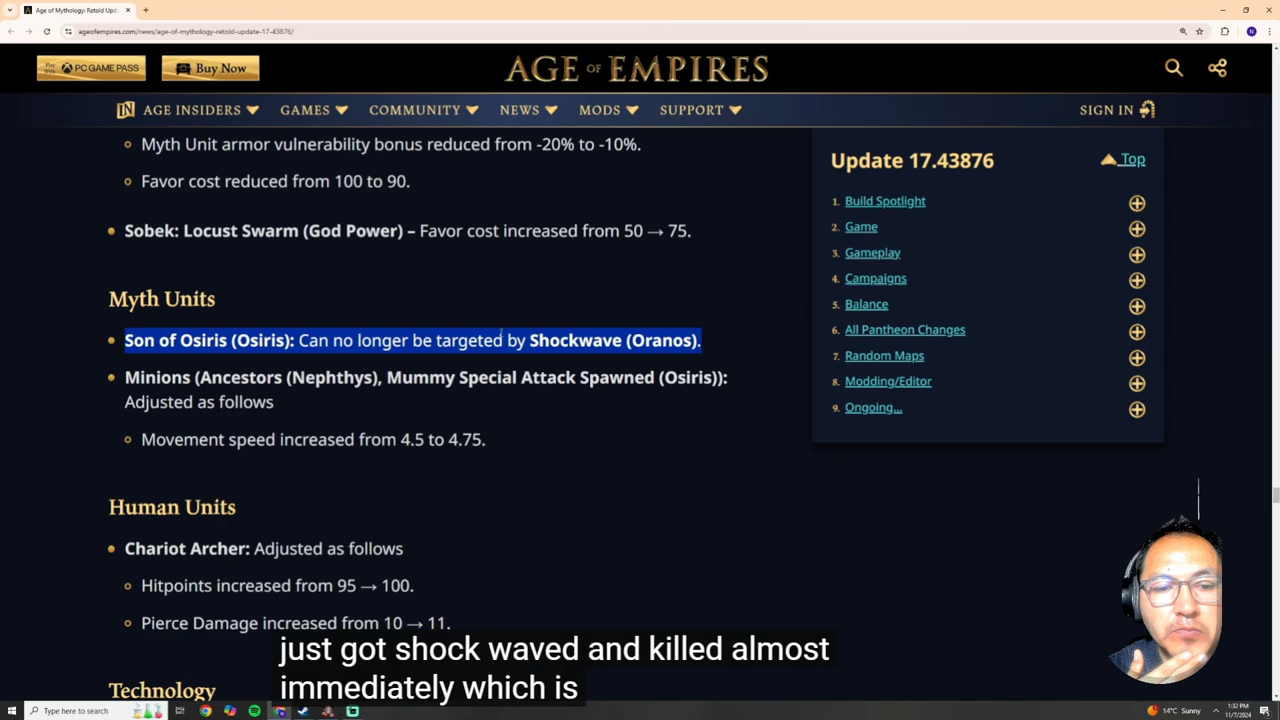 Age of Mythology: Retold Upda
ageofempires.com/news/age-of-mythology-retold-update-17-43876/
Play with
PC GAME PASS
Buy Now
AGE OF EMPIRES
AGE INSIDERS
GAMES
COMMUNITY
NEWS
MODS
SUPPORT
SIGN IN
Myth Unit armor vulnerability bonus reduced from -20% to -10%.
Favor cost reduced from 100 to 90.
Sobek: Locust Swarm (God Power) – Favor cost increased from 50 → 75.
Myth Units
Son of Osiris (Osiris): Can no longer be targeted by Shockwave (Oranos).
Minions (Ancestors (Nephthys), Mummy Special Attack Spawned (Osiris)):
Adjusted as follows
Movement speed increased from 4.5 to 4.75.
Human Units
Chariot Archer: Adjusted as follows
Hitpoints increased from 95 → 100.
Pierce Damage increased from 10 → 11.
Technology
Update 17.43876
Top
1. Build Spotlight
2. Game
3. Gameplay
4. Campaigns
5. Balance
6. All Pantheon Changes
7. Random Maps
8. Modding/Editor
9. Ongoing...
just got shock waved and killed almost
immediately which is
Type here to search
14°C Sunny
1:32 PM
11/7/2024